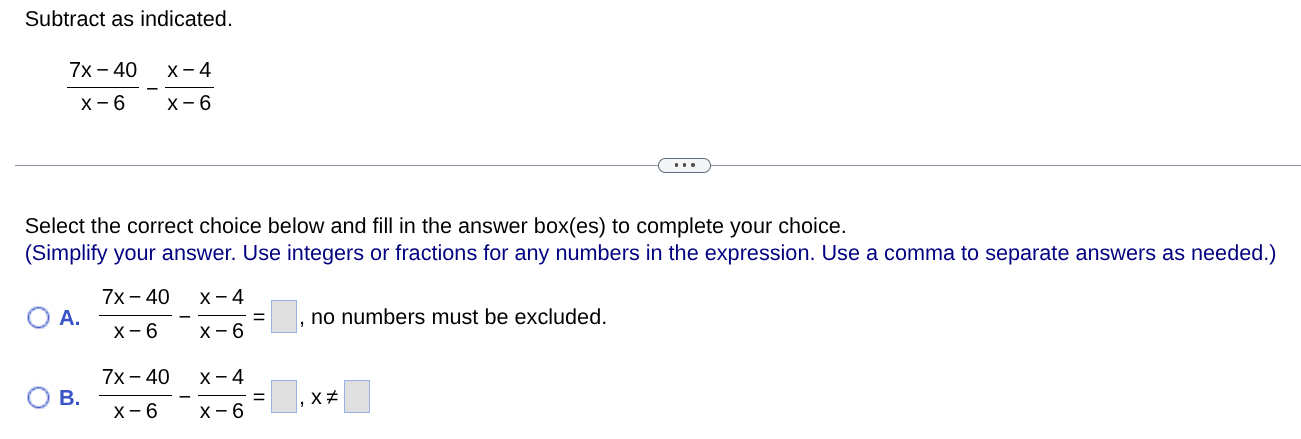 Subtract as indicated.
7x − 40   x − 4
−
x − 6   x − 6
Select the correct choice below and fill in the answer box(es) to complete your choice.
(Simplify your answer. Use integers or fractions for any numbers in the expression. Use a comma to separate answers as needed.)
7x − 40   x − 4
A.   −   =   , no numbers must be excluded.
x − 6   x − 6
7x − 40   x − 4
B.   −   =   , x ≠
x − 6   x − 6